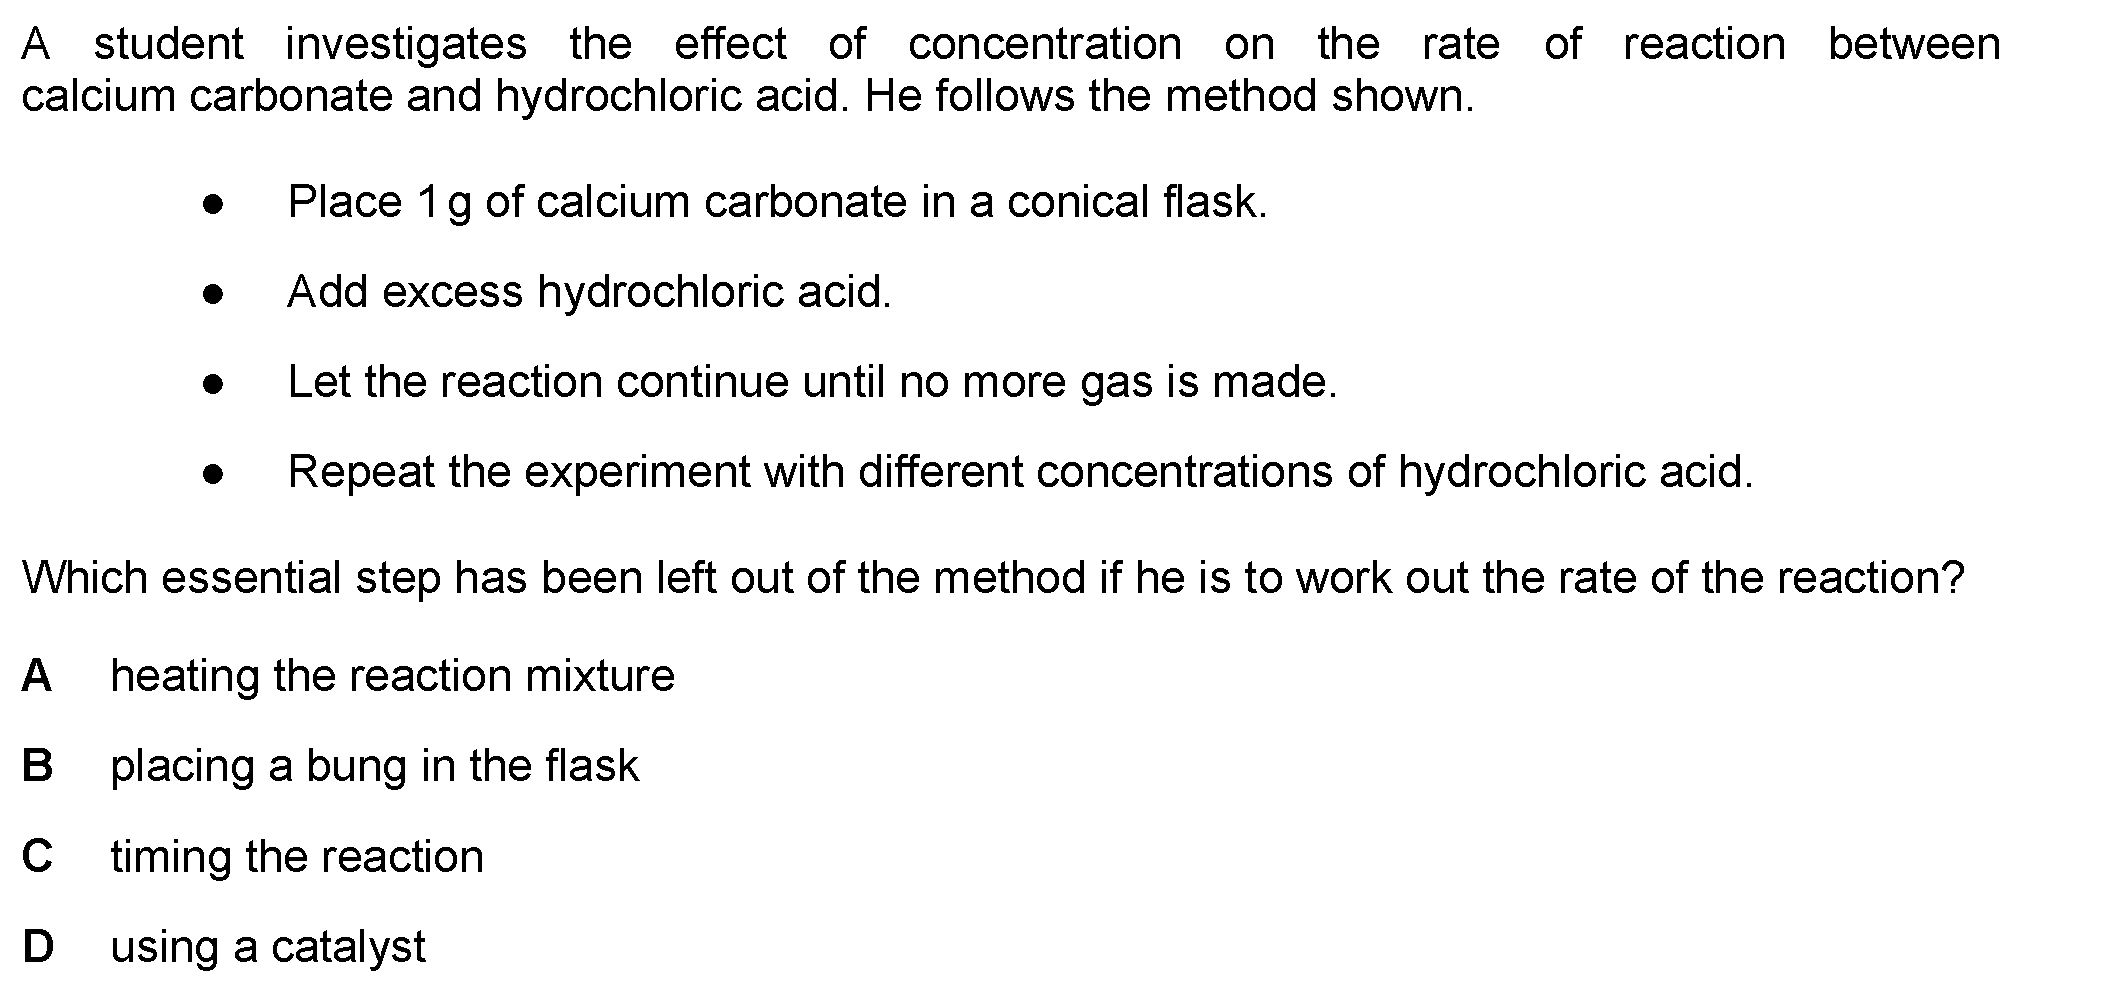 A student investigates the effect of concentration on the rate of reaction between
calcium carbonate and hydrochloric acid. He follows the method shown.
● Place 1 g of calcium carbonate in a conical flask.
● Add excess hydrochloric acid.
● Let the reaction continue until no more gas is made.
● Repeat the experiment with different concentrations of hydrochloric acid.
Which essential step has been left out of the method if he is to work out the rate of the reaction?
A heating the reaction mixture
B placing a bung in the flask
C timing the reaction
D using a catalyst